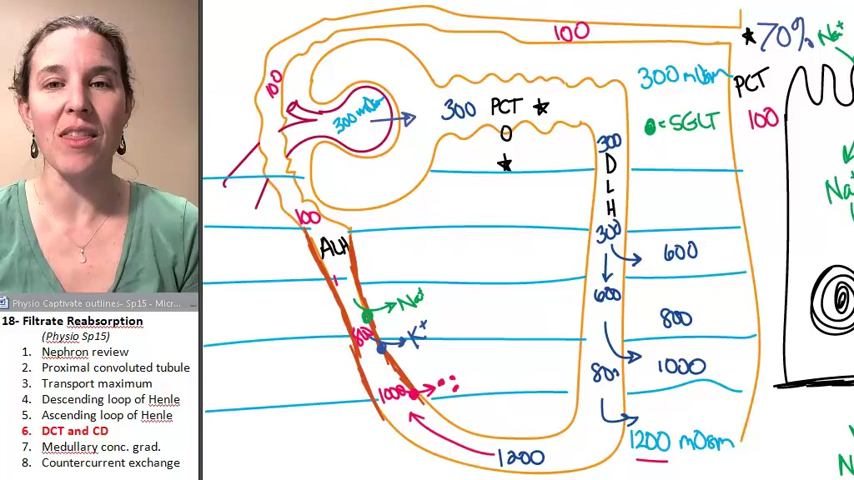 100
★70%
Na+
100
300 mOsm
PCT
300 mOsm
300
PCT
★
= SGLT
100
300
D
L
H
★
Na+
100
300
ALH
600
600
Na+
800
K+
1000
800
1000
1200 mOsm
1200
Na
Physio Captivate outlines- Sp15 - Micr...
18- Filtrate Reabsorption
(Physio Sp15)
1. Nephron review
2. Proximal convoluted tubule
3. Transport maximum
4. Descending loop of Henle
5. Ascending loop of Henle
6. DCT and CD
7. Medullary conc. grad.
8. Countercurrent exchange